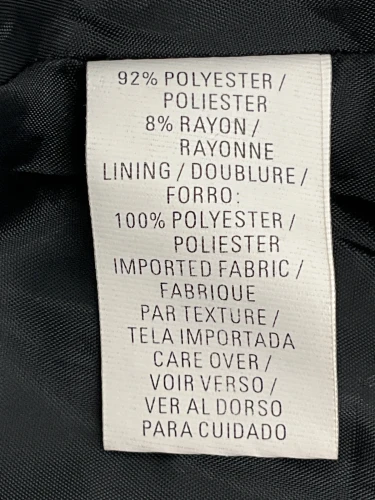 92% POLYESTER /
POLIESTER
8% RAYON /
RAYONNE
LINING / DOUBLURE /
FORRO:
100% POLYESTER /
POLIESTER
IMPORTED FABRIC /
FABRIQUE
PAR TEXTURE /
TELA IMPORTADA
CARE OVER /
VOIR VERSO /
VER AL DORSO
PARA CUIDADO